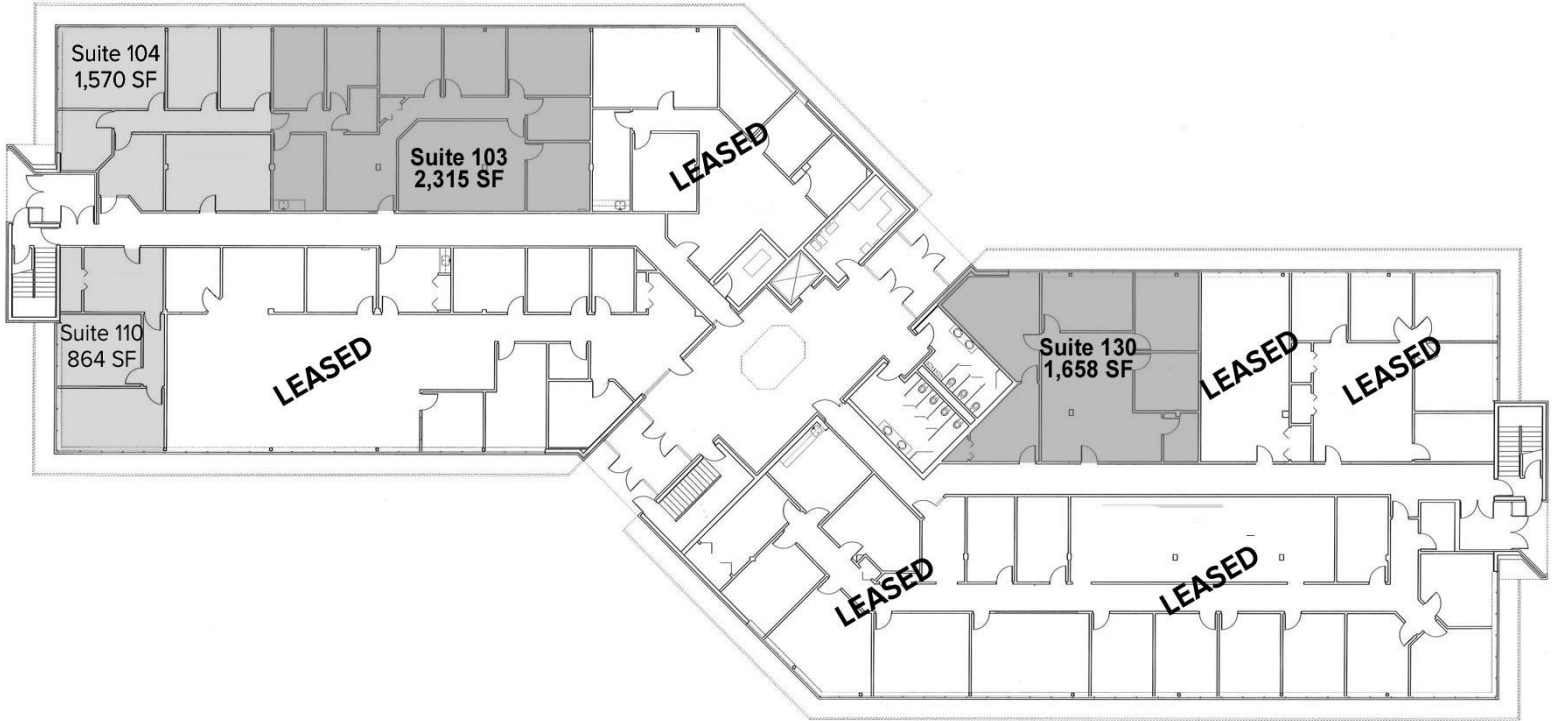 Suite 104
1,570 SF
Suite 103
2,315 SF
LEASED
Suite 110
864 SF
LEASED
Suite 130
1,658 SF
LEASED
LEASED
LEASED
LEASED